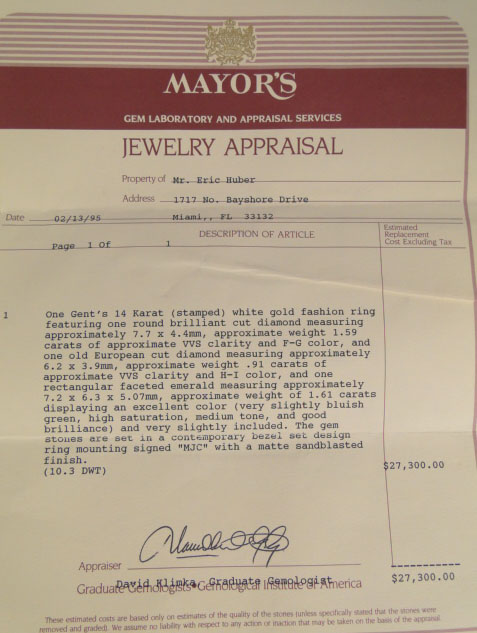 MAYOR'S
GEM LABORATORY AND APPRAISAL SERVICES
JEWELRY APPRAISAL
Property of Mr. Eric Huber
Address 1717 No. Bayshore Drive
Date 02/13/95 Miami,, FL 33132
Page 1 Of 1
DESCRIPTION OF ARTICLE
Estimated
Replacement
Cost Excluding Tax
1 One Gent's 14 Karat (stamped) white gold fashion ring
featuring one round brilliant cut diamond measuring
approximately 7.7 x 4.4mm, approximate weight 1.59
carats of approximate VVS clarity and F-G color, and
one old European cut diamond measuring approximately
6.2 x 3.9mm, approximate weight .91 carats of
approximate VVS clarity and H-I color, and one
rectangular faceted emerald measuring approximately
7.2 x 6.3 x 5.07mm, approximate weight of 1.61 carats
displaying an excellent color (very slightly bluish
green, high saturation, medium tone, and good
brilliance) and very slightly included. The gem
stones are set in a contemporary bezel set design
ring mounting signed "MJC" with a matte sandblasted
finish. $27,300.00
(10.3 DWT)
Appraiser
David Klimka, Graduate Gemologist $27,300.00
Graduate Gemologists Gemological Institute of America
These estimated costs are based only on estimates of the quality of the stones (unless specifically stated that the stones were
removed and graded). We assume no liability with respect to any action or inaction that may be taken on the basis of the appraisal.